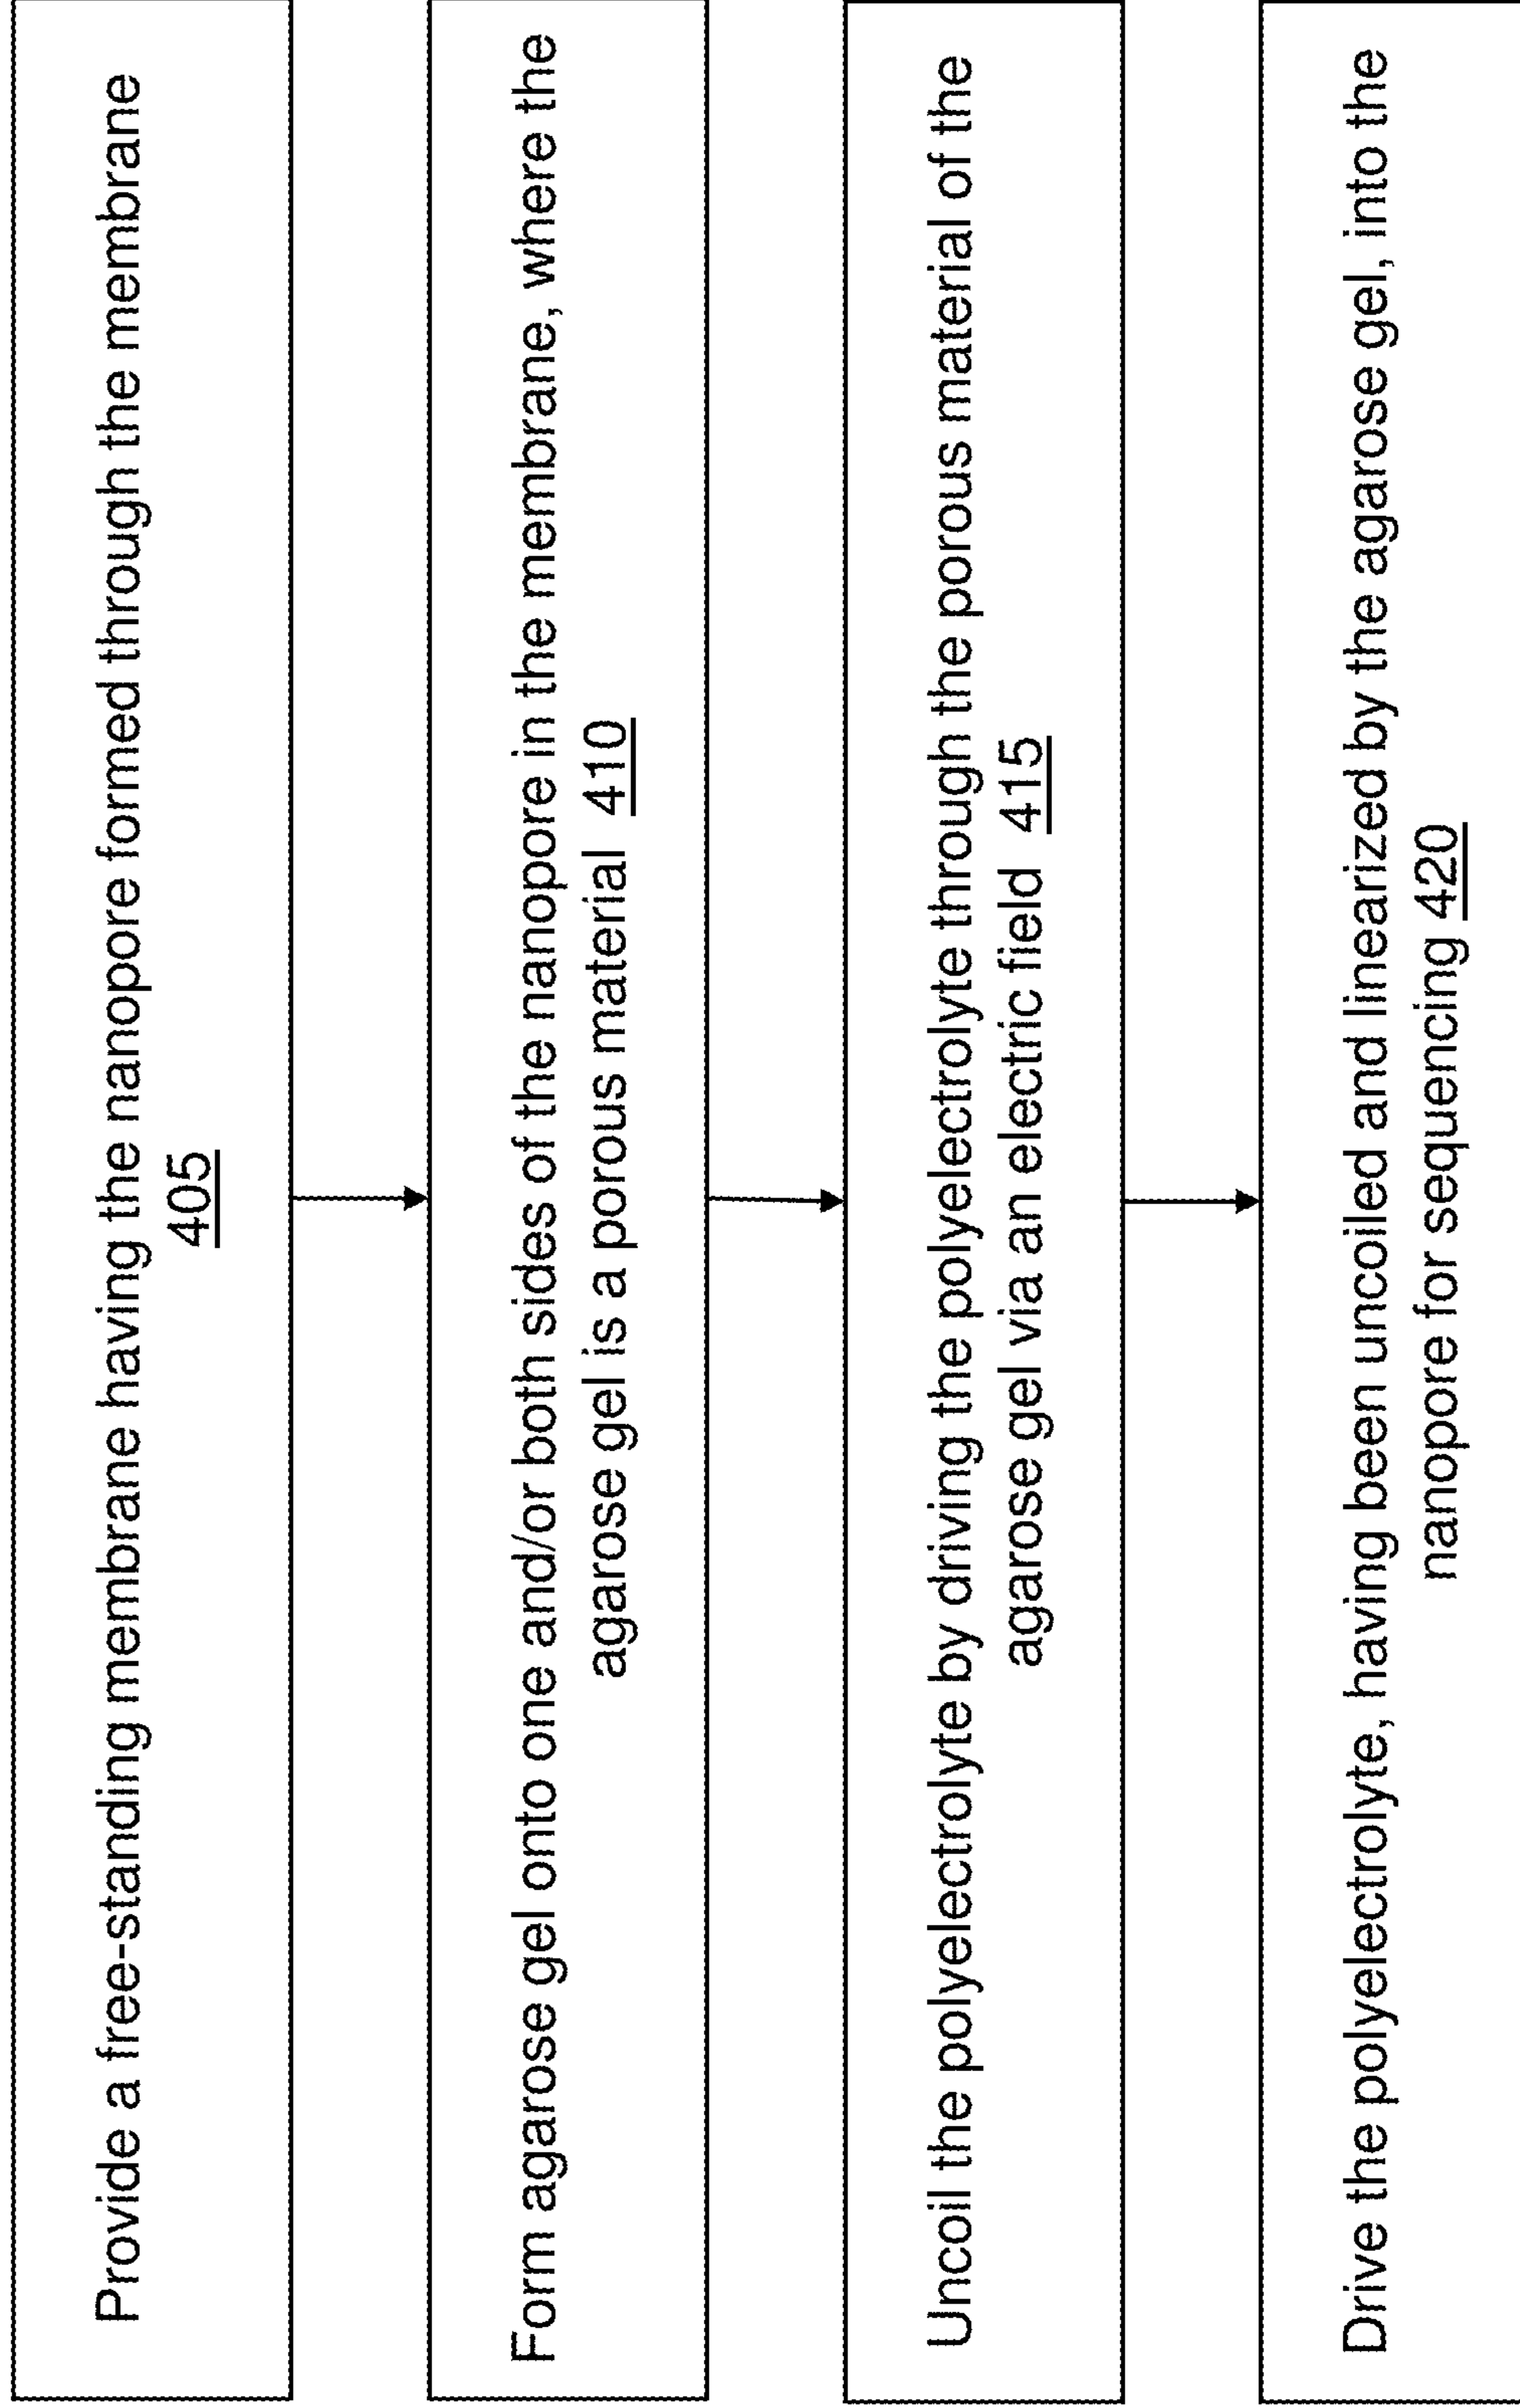 Provide a free-standing membrane having the nanopore formed through the membrane
405
Form agarose gel onto one and/or both sides of the nanopore in the membrane, where the
agarose gel is a porous material 410
Uncoil the polyelectrolyte by driving the polyelectrolyte through the porous material of the
agarose gel via an electric field 415
Drive the polyelectrolyte, having been uncoiled and linearized by the agarose gel, into the
nanopore for sequencing 420